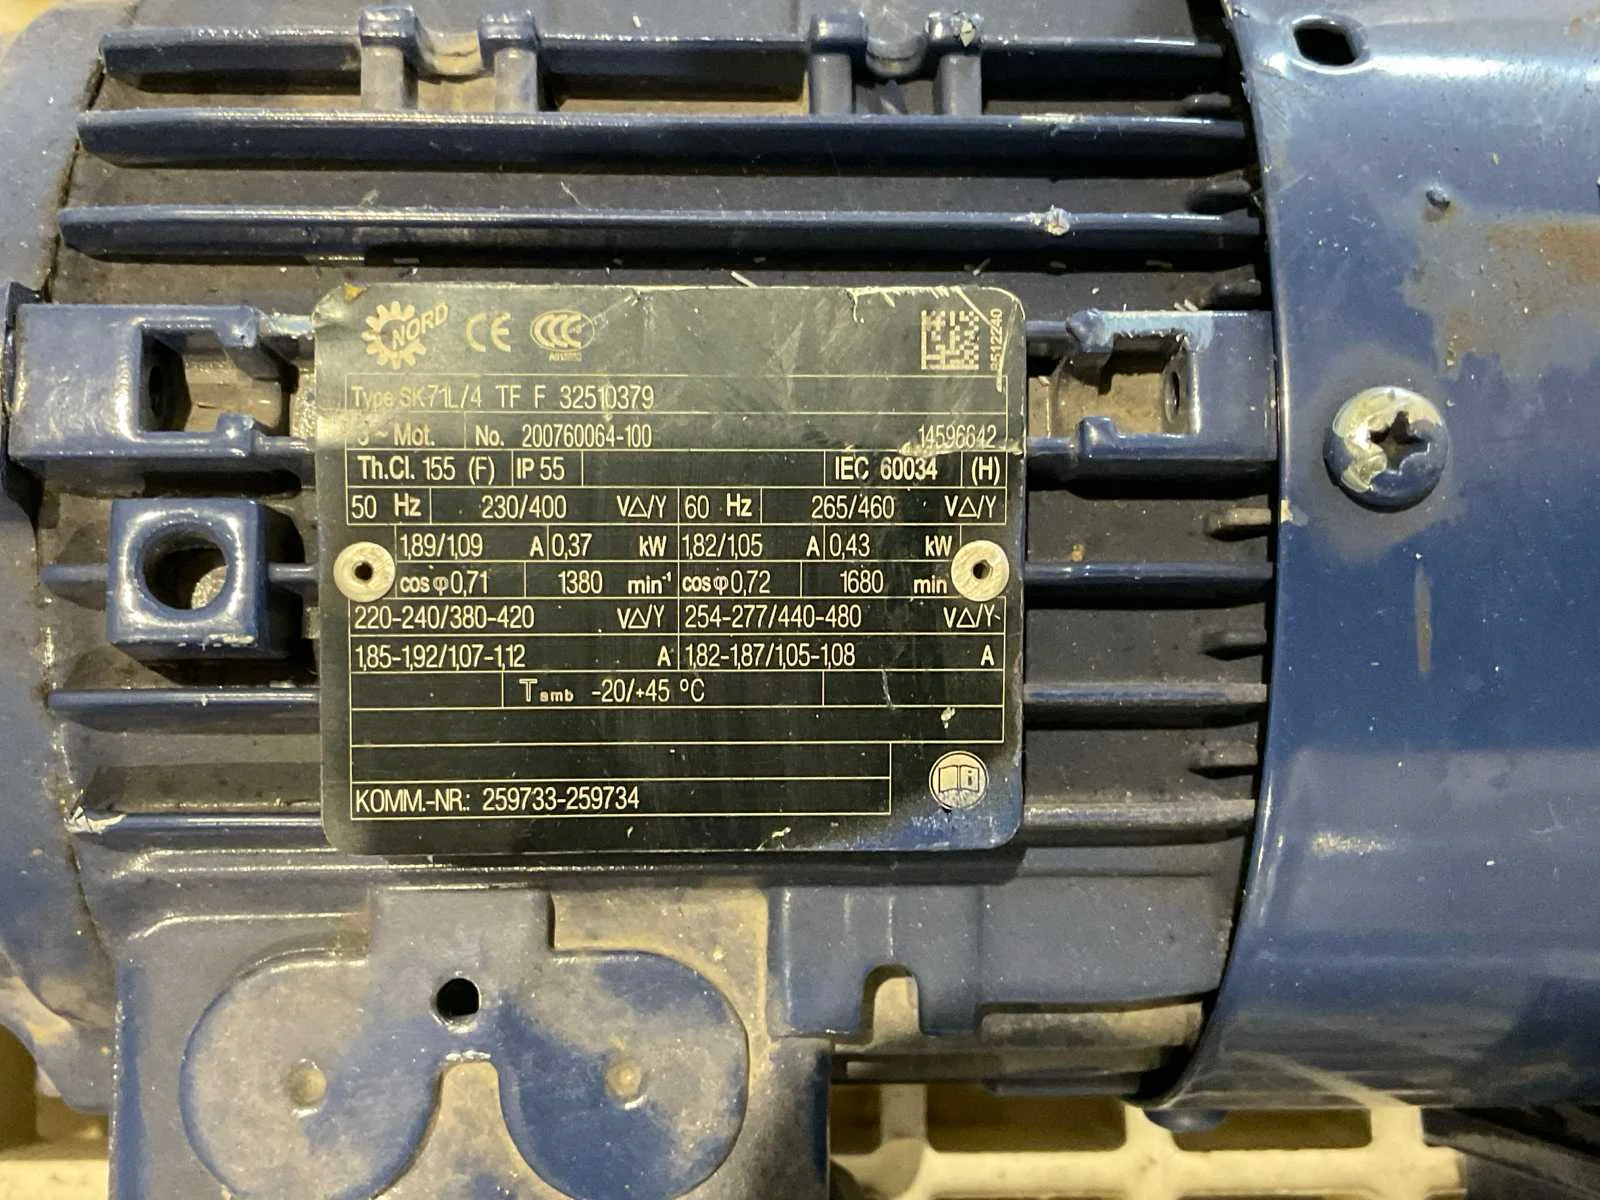 NORD CE CCC
8512240
Type SK71L/4 TF F 32510379
3 ~ Mot. No. 200760064-100 14596642
Th.Cl. 155 (F) IP 55 IEC 60034 (H)
50 Hz 230/400 V△/Y 60 Hz 265/460 V△/Y
1,89/1,09 A 0,37 kW 1,82/1,05 A 0,43 kW
cos φ 0,71 1380 min⁻¹ cos φ 0,72 1680 min
220-240/380-420 V△/Y 254-277/440-480 V△/Y
1,85-1,92/1,07-1,12 A 1,82-1,87/1,05-1,08 A
Tamb -20/+45 °C
KOMM.-NR.: 259733-259734